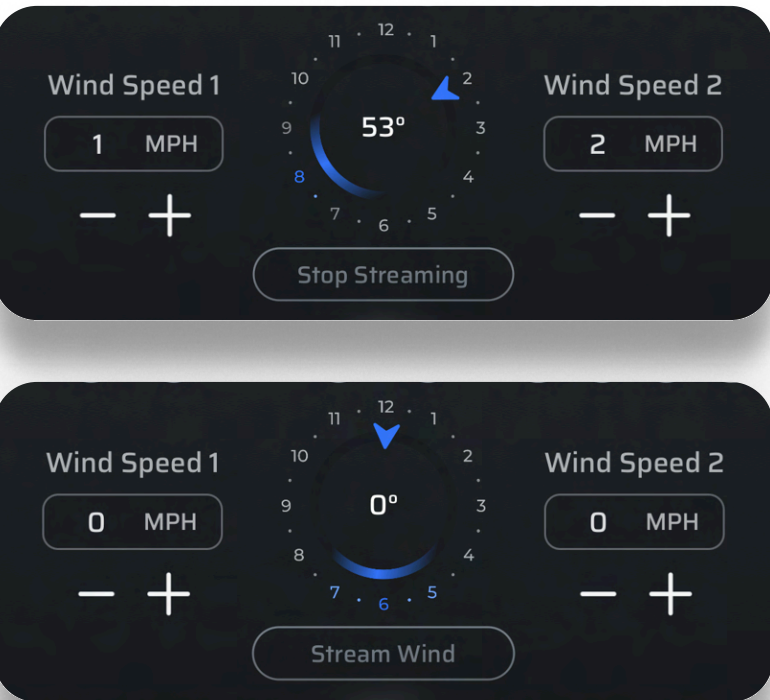 12
11 1
Wind Speed 1 10 2 Wind Speed 2
1 MPH 9 53° 3 2 MPH
8 4
7 5
6
Stop Streaming
12
11 1
Wind Speed 1 10 2 Wind Speed 2
0 MPH 9 0° 3 0 MPH
8 4
7 5
6
Stream Wind